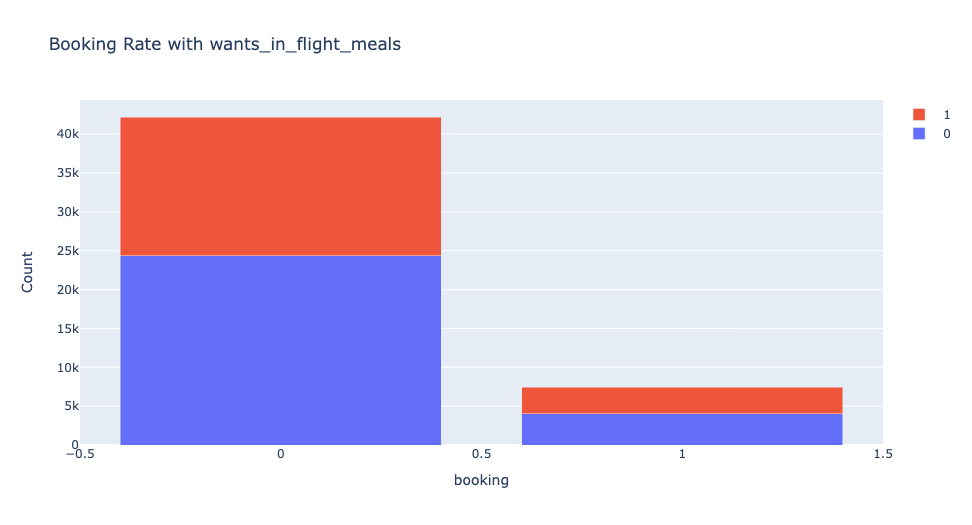 Booking Rate with wants_in_flight_meals
1
0
40k
35k
30k
25k
20k
15k
10k
5k
0
Count
−0.5
0
0.5
1
1.5
booking